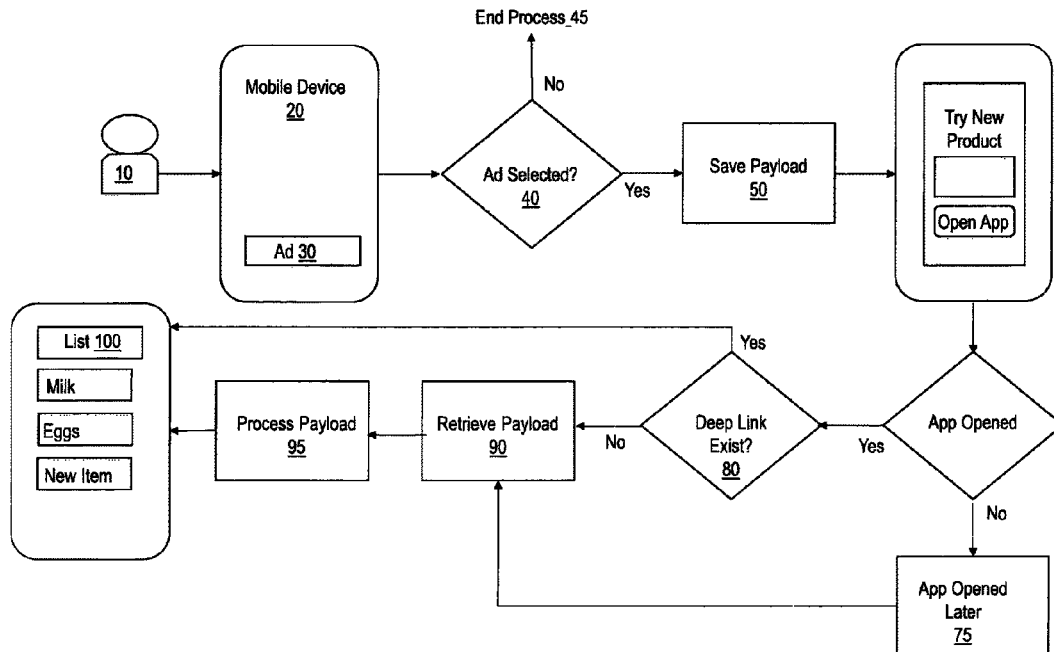 End Process 45
No
Mobile Device
20
Ad 30
10
Ad Selected?
40
Yes
Save Payload
50
Try New
Product
Open App
List 100
Milk
Eggs
New Item
Process Payload
95
Retrieve Payload
90
No
Yes
Deep Link
Exist?
80
Yes
App Opened
No
App Opened
Later
75